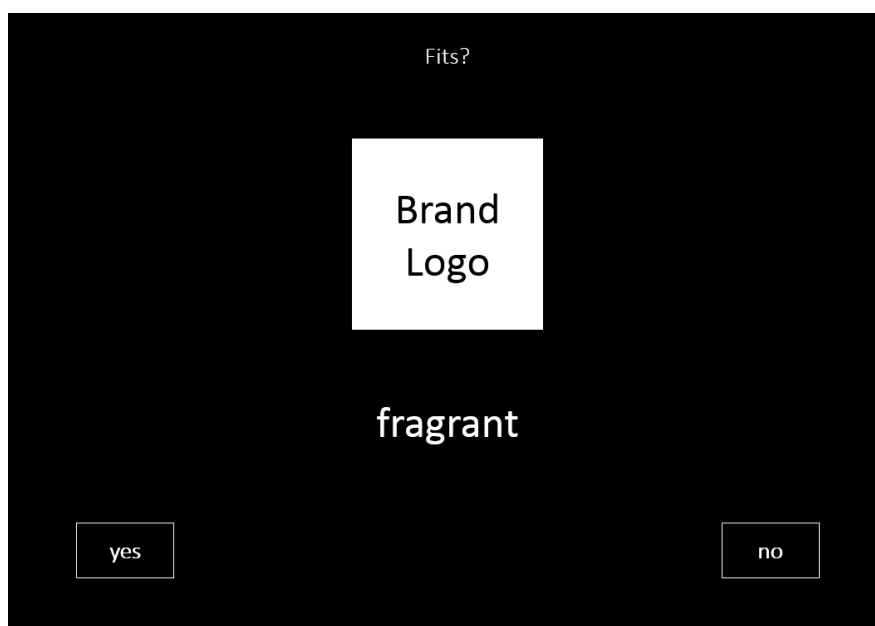 Fits?
Brand
Logo
fragrant
yes
no